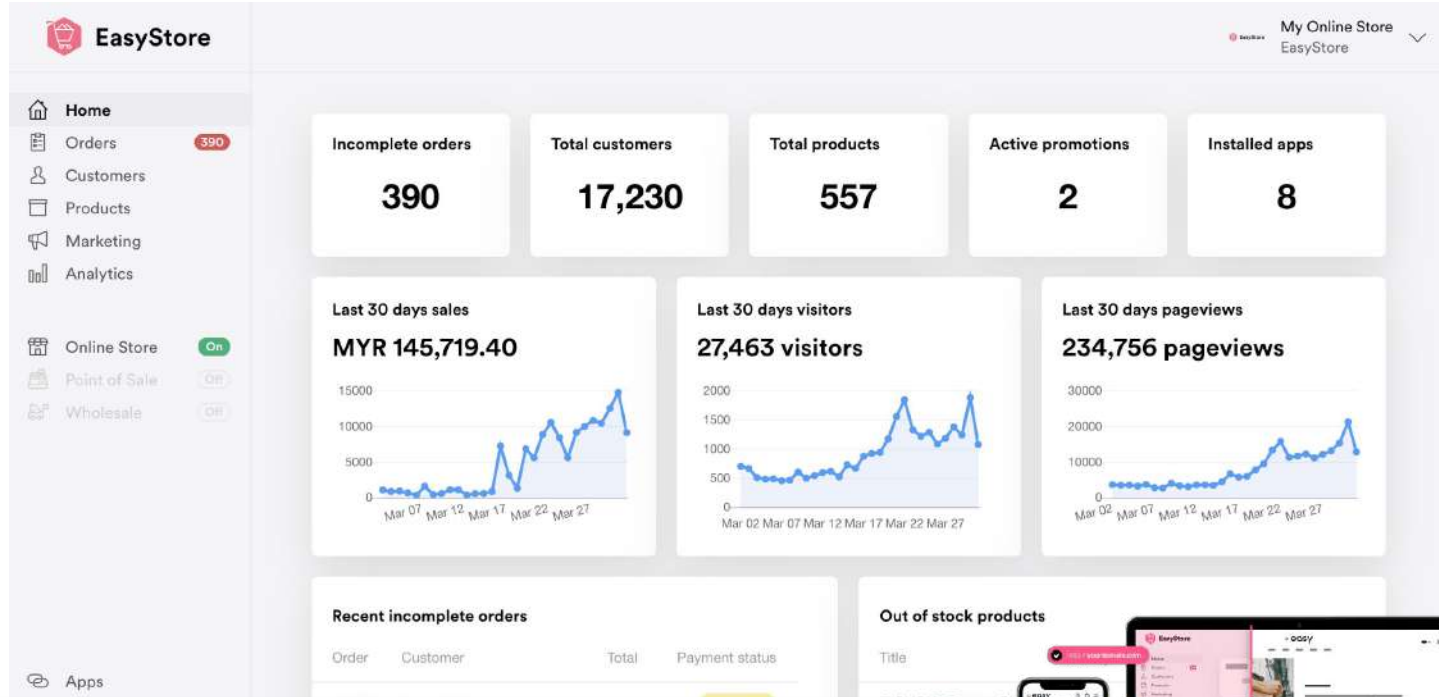 EasyStore
My Online Store
EasyStore
Home
Orders 390
Customers
Products
Marketing
Analytics
Online Store On
Point of Sale Off
Wholesale Off
Apps
Incomplete orders
390
Total customers
17,230
Total products
557
Active promotions
2
Installed apps
8
Last 30 days sales
MYR 145,719.40
15000
10000
5000
0
Mar 07 Mar 12 Mar 17 Mar 22 Mar 27
Last 30 days visitors
27,463 visitors
2000
1500
1000
500
0
Mar 02 Mar 07 Mar 12 Mar 17 Mar 22 Mar 27
Last 30 days pageviews
234,756 pageviews
30000
20000
10000
0
Mar 02 Mar 07 Mar 12 Mar 17 Mar 22 Mar 27
Recent incomplete orders
Order Customer Total Payment status
Out of stock products
Title
EasyStore
easy
yourdomain.com
easy